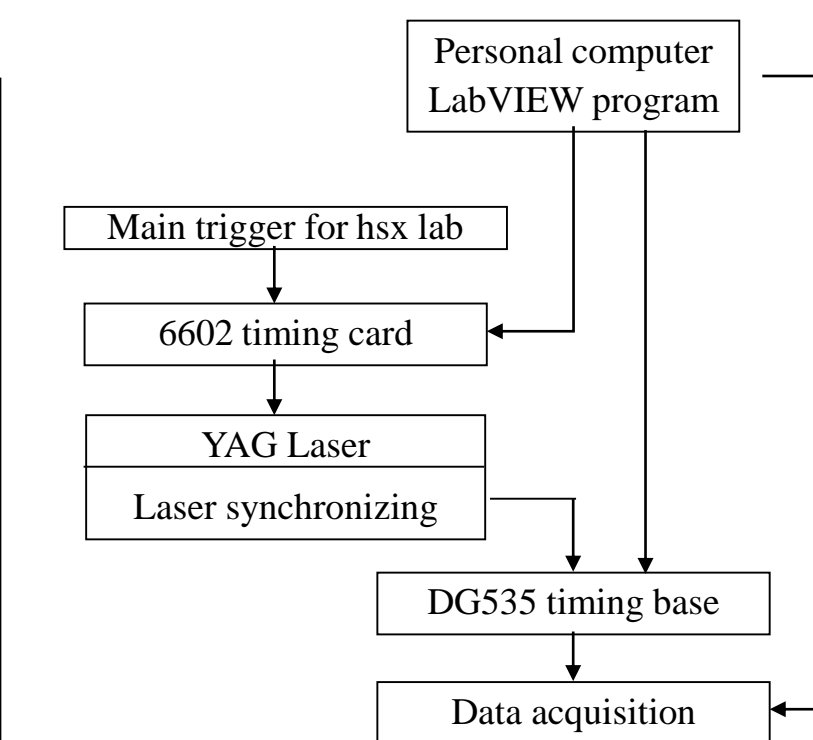 Personal computer
LabVIEW program
Main trigger for hsx lab
6602 timing card
YAG Laser
Laser synchronizing
DG535 timing base
Data acquisition